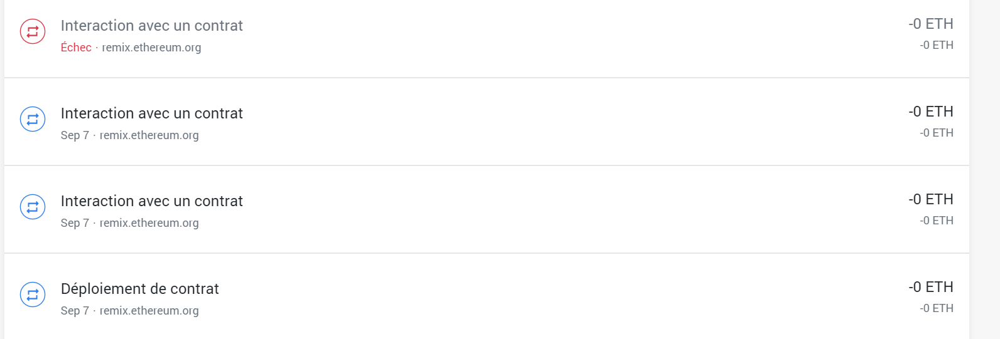 Interaction avec un contrat
-0 ETH
Échec · remix.ethereum.org
-0 ETH
Interaction avec un contrat
-0 ETH
Sep 7 · remix.ethereum.org
-0 ETH
Interaction avec un contrat
-0 ETH
Sep 7 · remix.ethereum.org
-0 ETH
Déploiement de contrat
-0 ETH
Sep 7 · remix.ethereum.org
-0 ETH